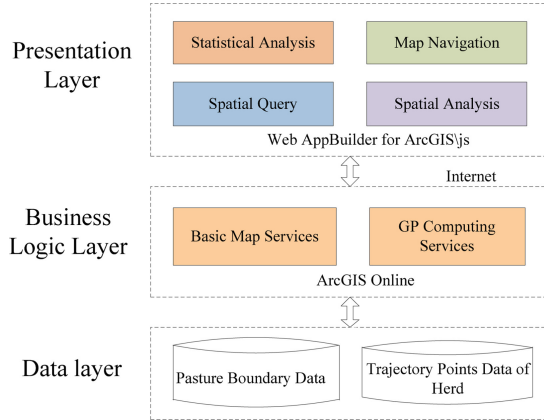 Presentation
Layer
Statistical Analysis
Map Navigation
Spatial Query
Spatial Analysis
Web AppBuilder for ArcGIS\js
Internet
Business
Logic Layer
Basic Map Services
GP Computing
Services
ArcGIS Online
Data layer
Pasture Boundary Data
Trajectory Points Data of
Herd